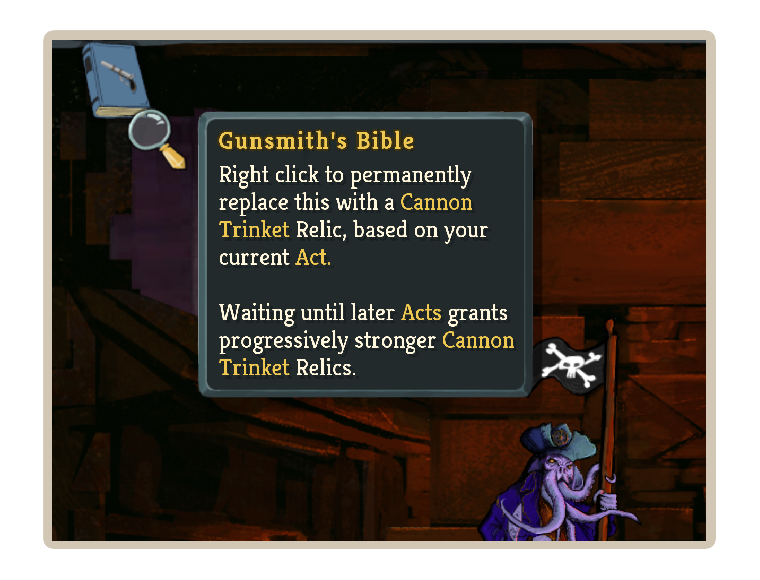 Gunsmith's Bible
Right click to permanently
replace this with a Cannon
Trinket Relic, based on your
current Act.
Waiting until later Acts grants
progressively stronger Cannon
Trinket Relics.